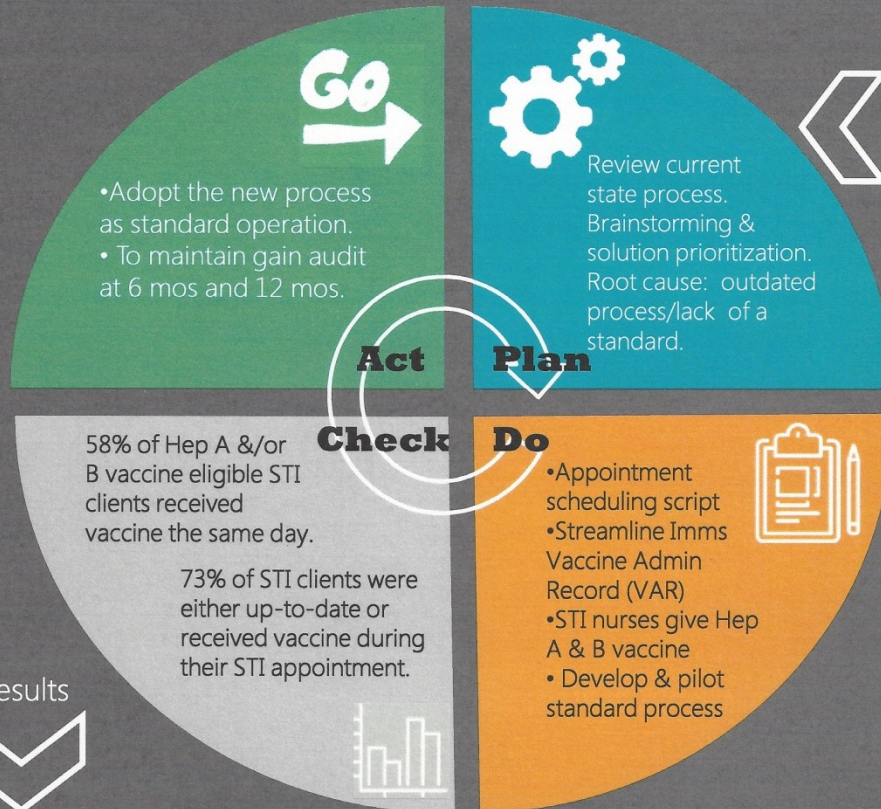 GO
•Adopt the new process
as standard operation.
• To maintain gain audit
at 6 mos and 12 mos.
Act
Review current
state process.
Brainstorming &
solution prioritization.
Root cause: outdated
process/lack of a
standard.
Plan
58% of Hep A &/or
B vaccine eligible STI
clients received
vaccine the same day.
73% of STI clients were
either up-to-date or
received vaccine during
their STI appointment.
Check
Do
•Appointment
scheduling script
•Streamline Imms
Vaccine Admin
Record (VAR)
•STI nurses give Hep
A & B vaccine
• Develop & pilot
standard process